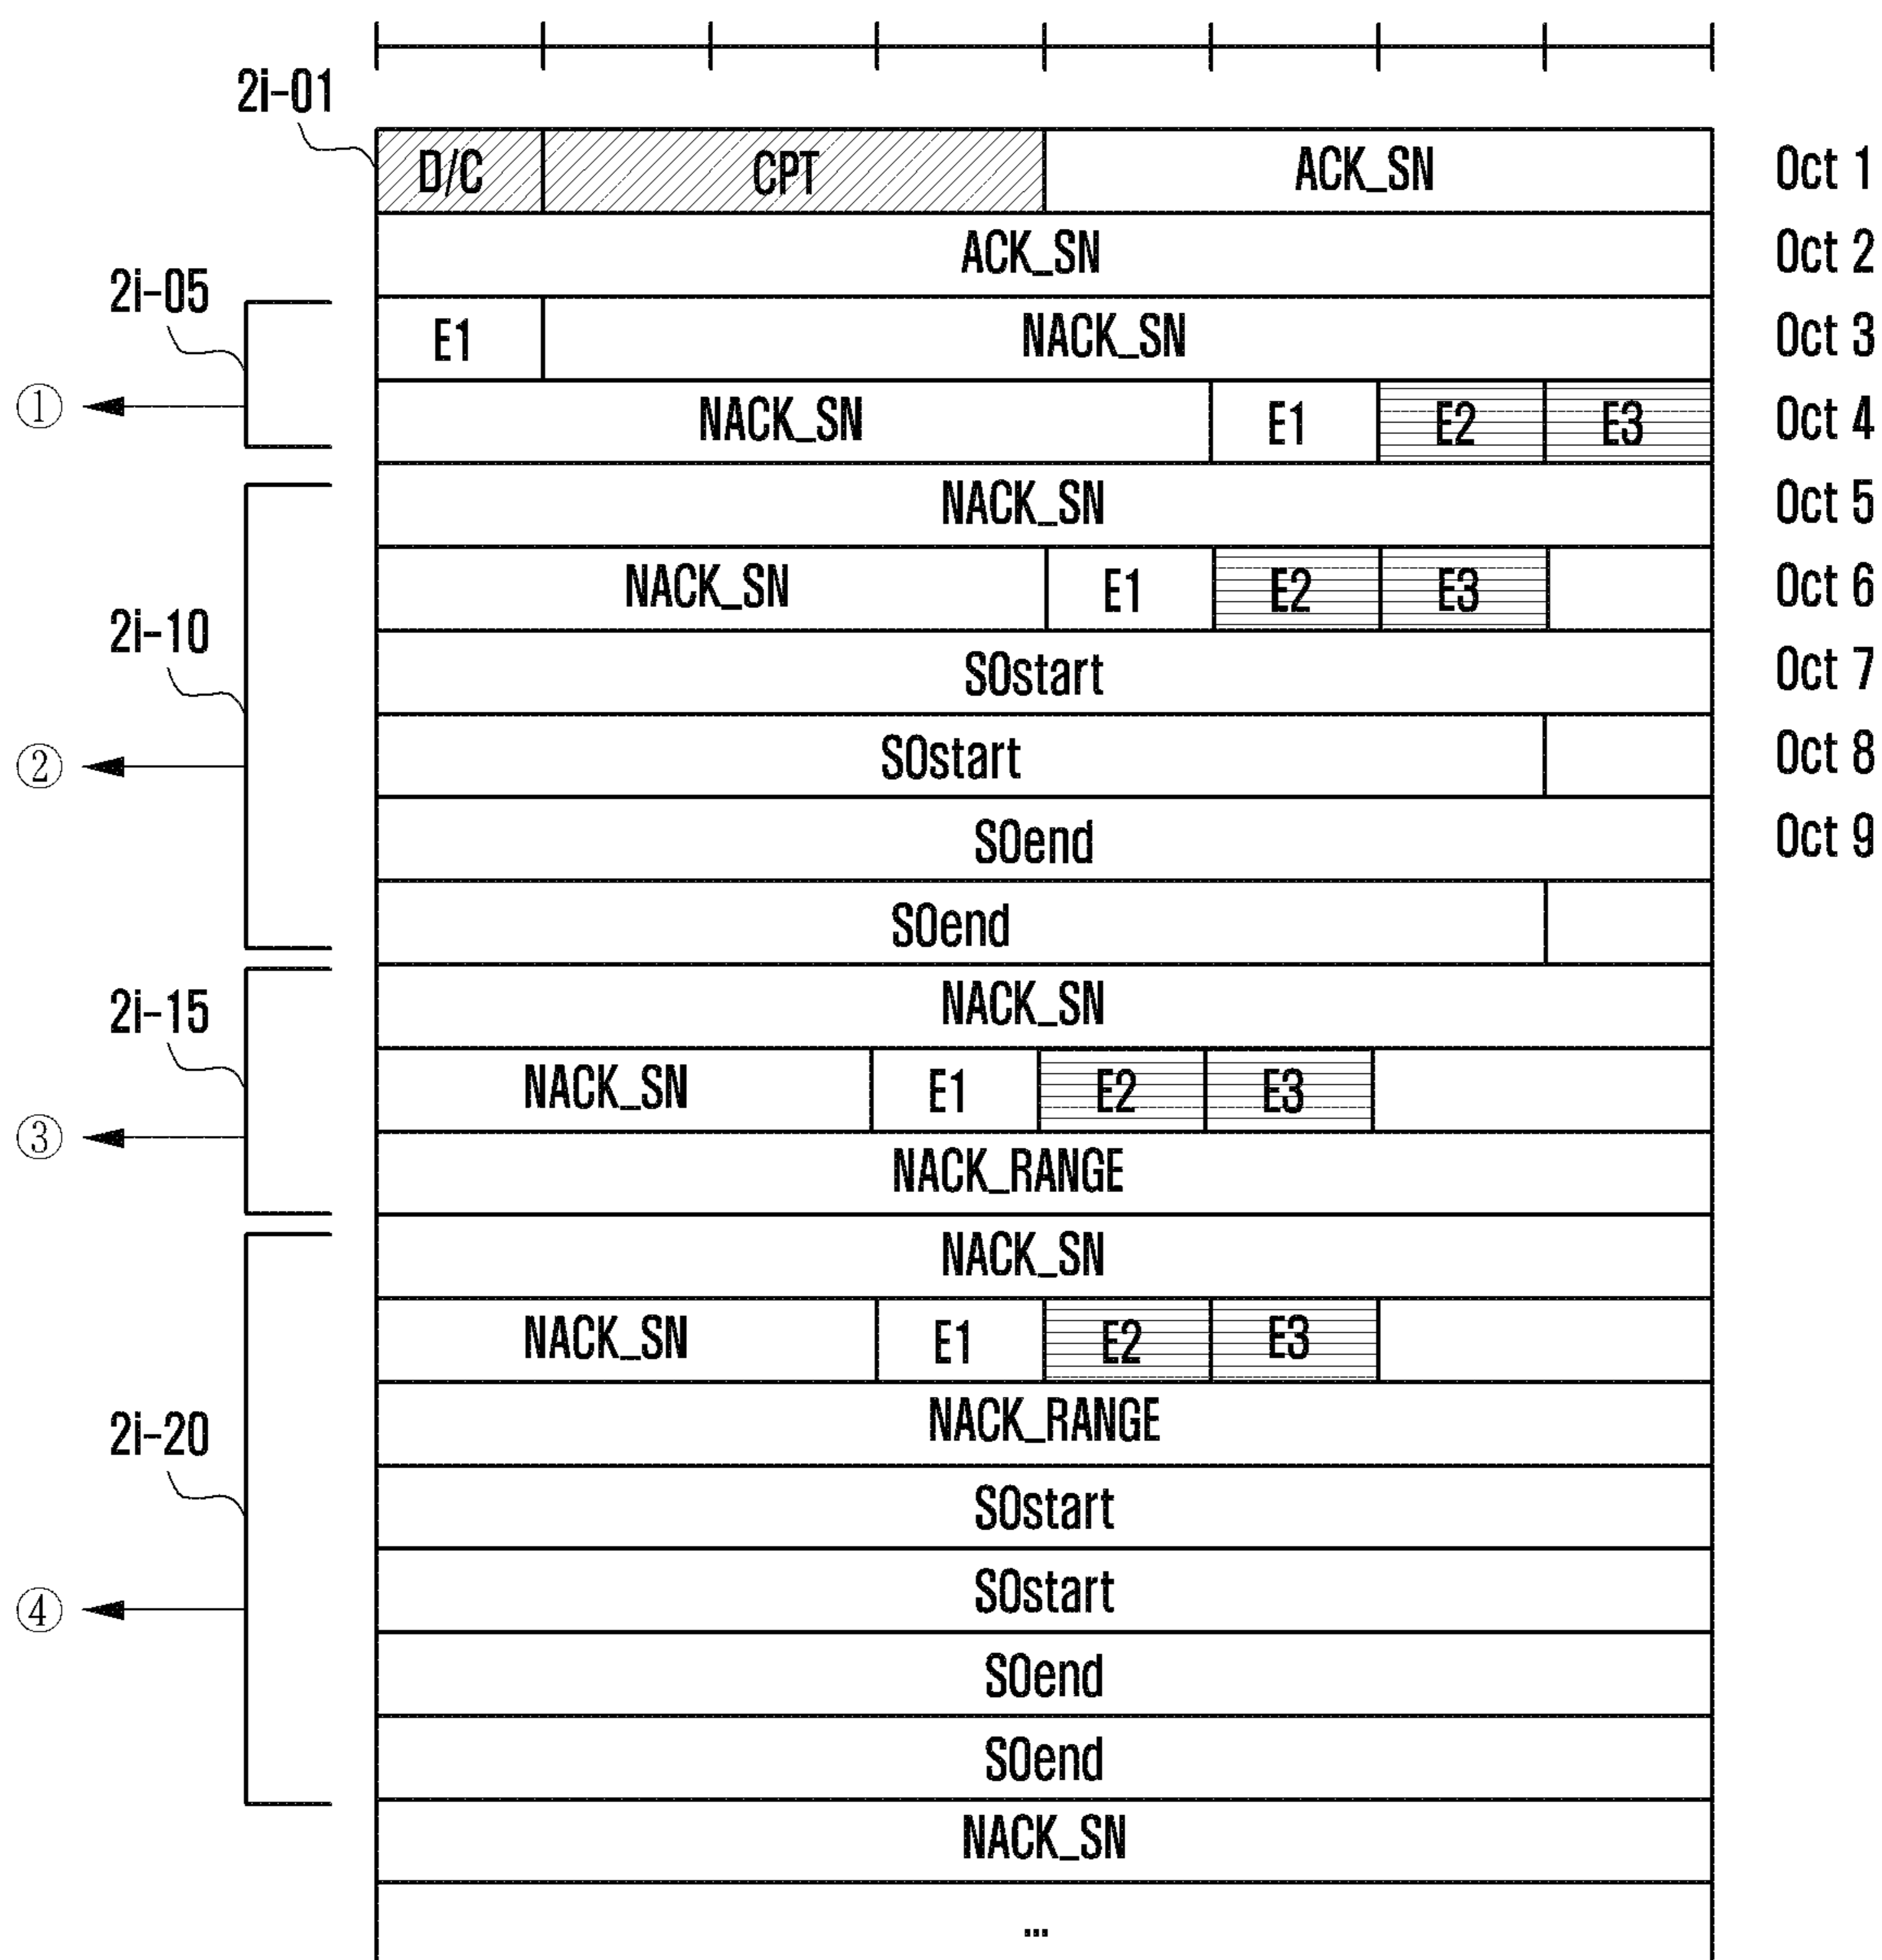 2i-01
D/C CPT ACK_SN Oct 1
ACK_SN Oct 2
2i-05
E1 NACK_SN Oct 3
① NACK_SN E1 E2 E3 Oct 4
NACK_SN Oct 5
NACK_SN E1 E2 E3 Oct 6
2i-10
SOstart Oct 7
② SOstart Oct 8
SOend Oct 9
SOend
NACK_SN
2i-15
NACK_SN E1 E2 E3
③ NACK_RANGE
NACK_SN
NACK_SN E1 E2 E3
2i-20 NACK_RANGE
SOstart
④ SOstart
SOend
SOend
NACK_SN
...